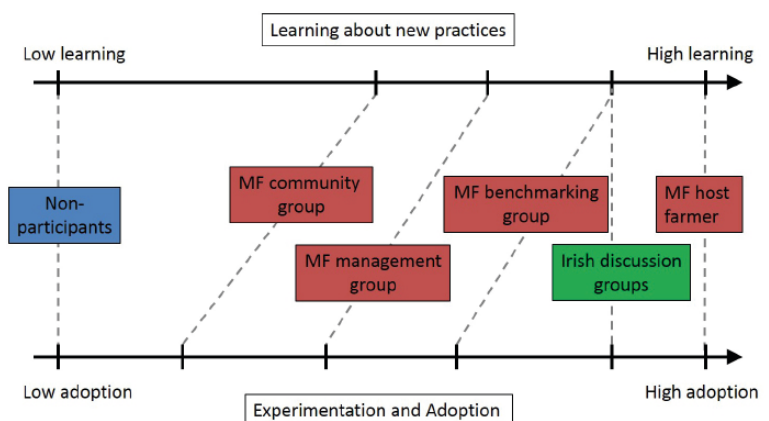 Learning about new practices
Low learning
High learning
MF community
group
MF benchmarking
group
MF host
farmer
Non-
participants
MF management
group
Irish discussion
groups
Low adoption
High adoption
Experimentation and Adoption